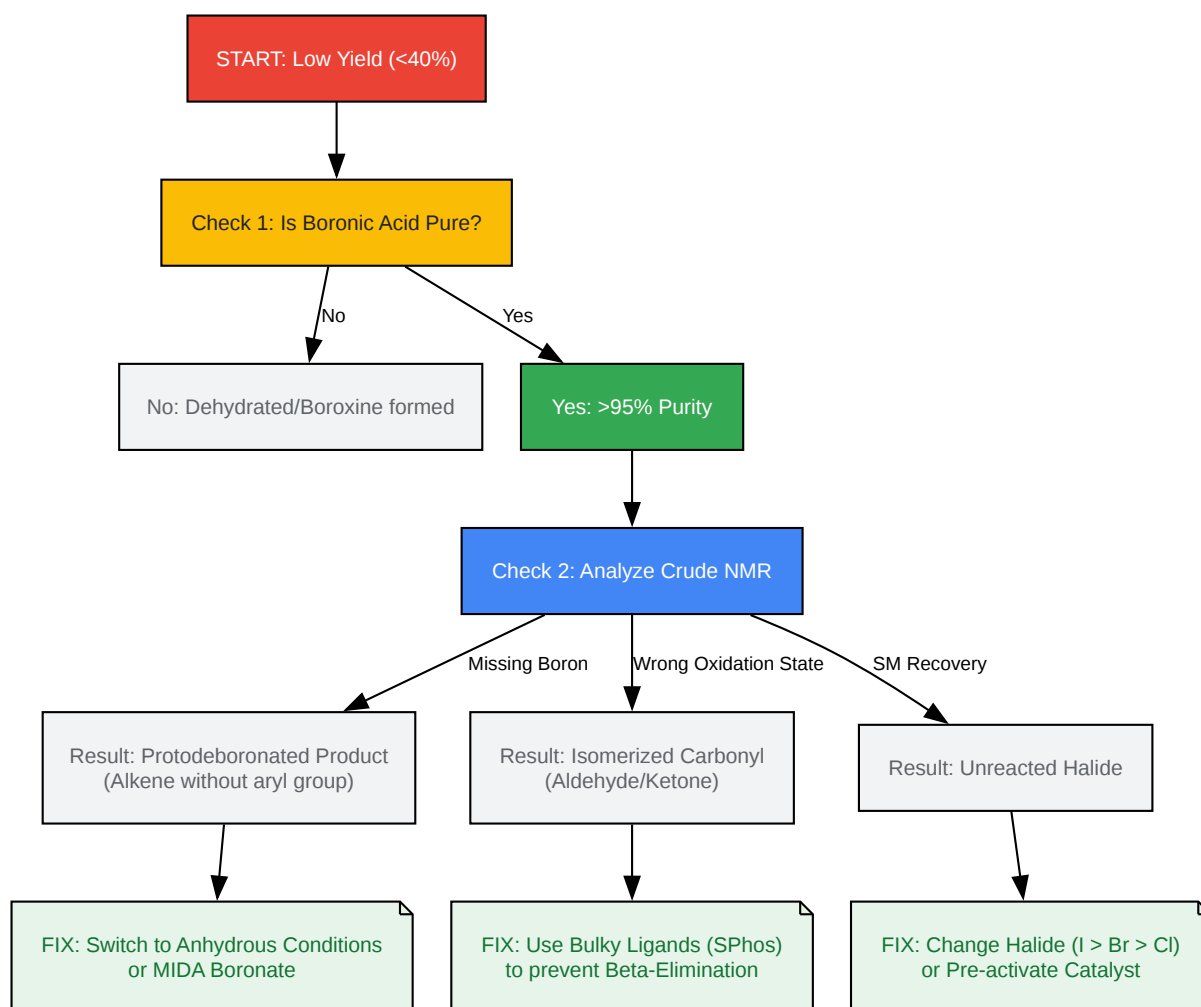 START: Low Yield (<40%)
Check 1: Is Boronic Acid Pure?
No
Yes
No: Dehydrated/Boroxine formed
Yes: >95% Purity
Check 2: Analyze Crude NMR
Missing Boron
Wrong Oxidation State
SM Recovery
Result: Protodeboronated Product
(Alkene without aryl group)
Result: Isomerized Carbonyl
(Aldehyde/Ketone)
Result: Unreacted Halide
FIX: Switch to Anhydrous Conditions
or MIDA Boronate
FIX: Use Bulky Ligands (SPhos)
to prevent Beta-Elimination
FIX: Change Halide (I > Br > Cl)
or Pre-activate Catalyst